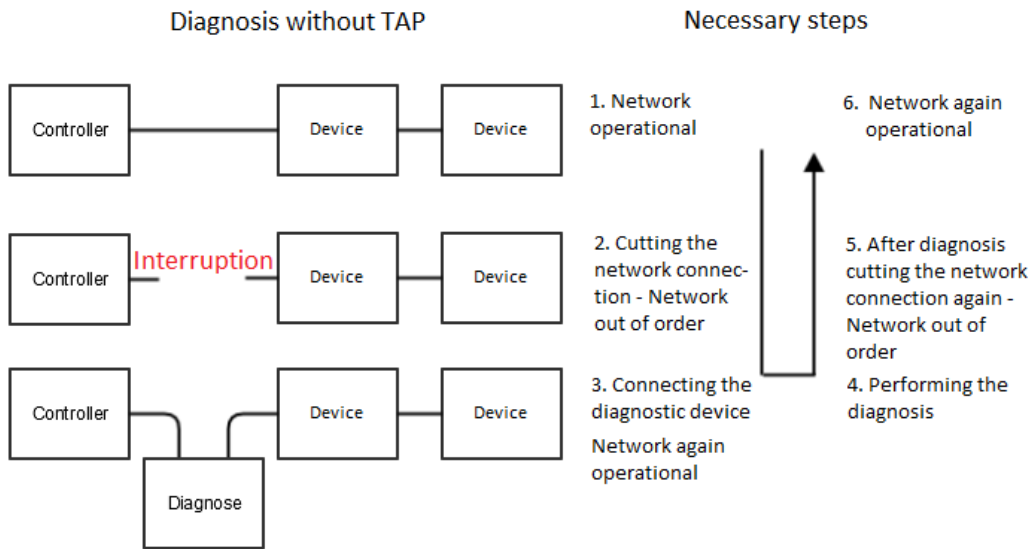 Diagnosis without TAP
Necessary steps
Controller
Device
Device
1. Network
operational
6. Network again
operational
Controller
Interruption
Device
Device
2. Cutting the
network connec-
tion - Network
out of order
5. After diagnosis
cutting the network
connection again -
Network out of
order
Controller
Device
Device
Diagnose
3. Connecting the
diagnostic device
Network again
operational
4. Performing the
diagnosis